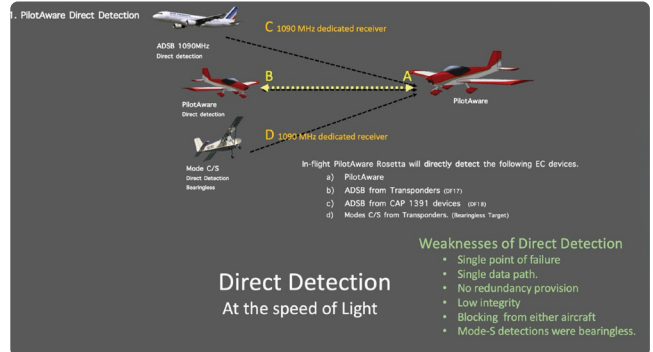 1. PilotAware Direct Detection
C 1090 MHz dedicated receiver
ADSB 1090MHz
Direct detection
B
A
PilotAware
Direct detection
PilotAware
D 1090 MHz dedicated receiver
Mode C/S
Direct Detection
Bearingless
In-flight PilotAware Rosetta will directly detect the following EC devices.
a) PilotAware
b) ADSB from Transponders (DF17)
c) ADSB from CAP 1391 devices (DF18)
d) Modes C/S from Transponders. (Bearingless Target)
Weaknesses of Direct Detection
• Single point of failure
• Single data path.
• No redundancy provision
• Low integrity
• Blocking from either aircraft
• Mode-S detections were bearingless.
Direct Detection
At the speed of Light